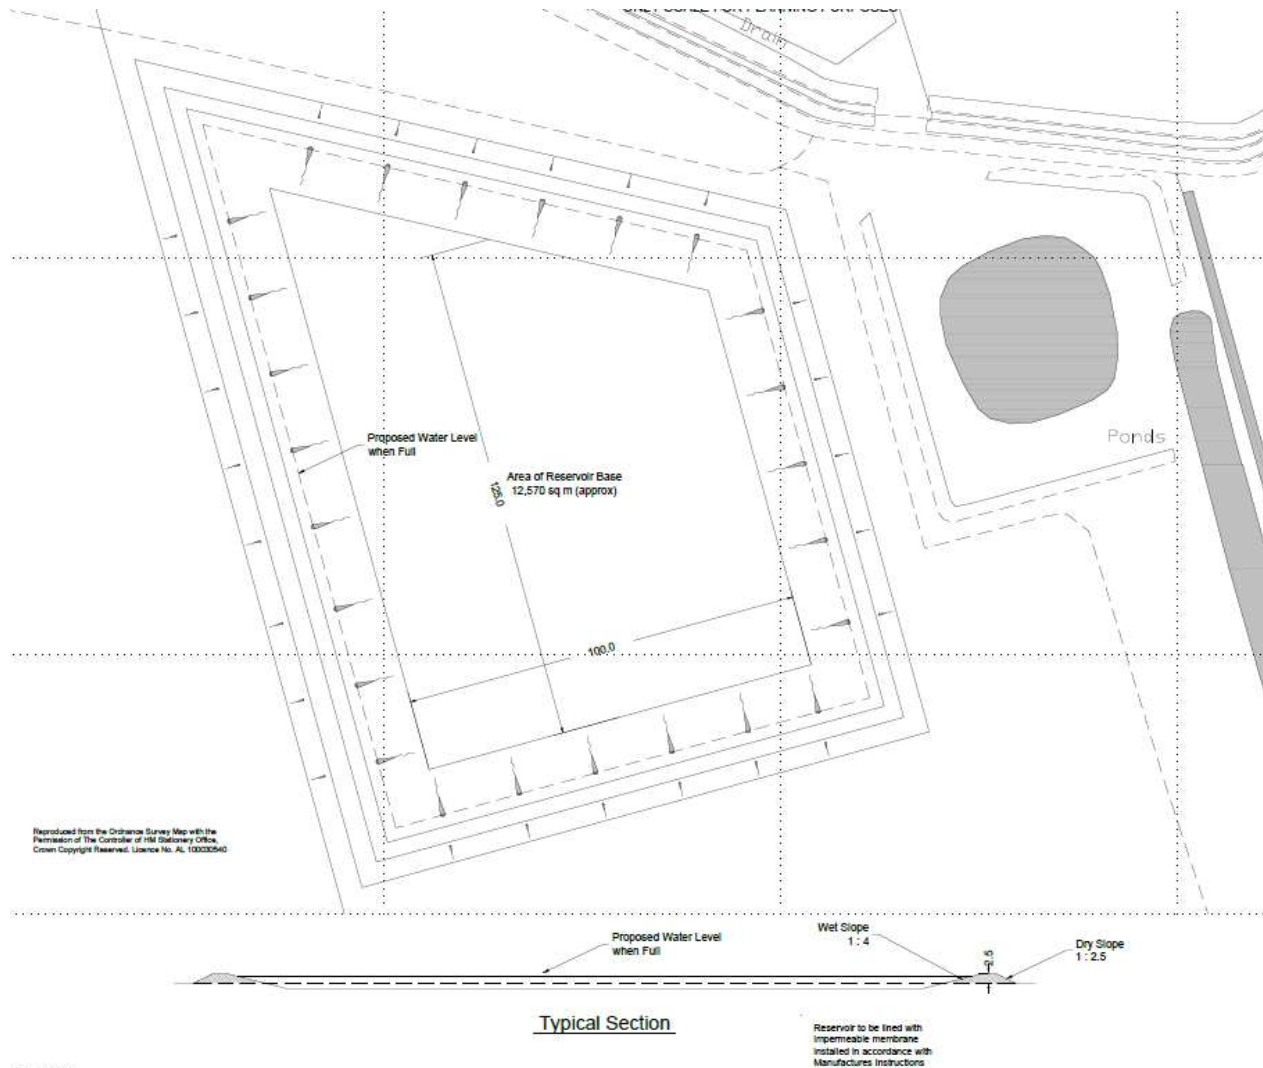 Drain
Ponds
Proposed Water Level
when Full
Area of Reservoir Base
12,570 sq m (approx)
125.0
100.0
Reproduced from the Ordnance Survey Map with the
Permission of The Controller of HM Stationery Office,
Crown Copyright Reserved. Licence No. AL 100030540
Proposed Water Level
when Full
Wet Slope
1 : 4
2.5
Dry Slope
1 : 2.5
Typical Section
Reservoir to be lined with
impermeable membrane
installed in accordance with
Manufactures Instructions